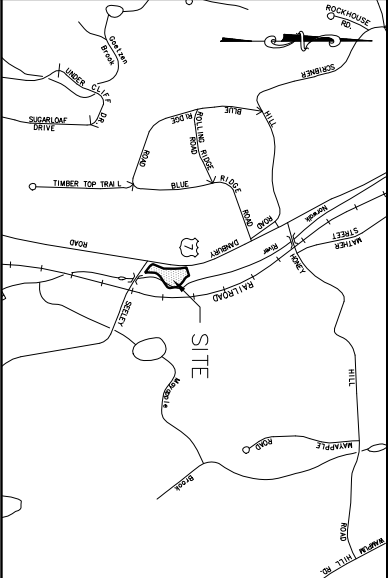 ROCKHOUSE
RD.
Goetzen
Brook
SCRIBNER
UNDER CLIFF
DR.
SUGARLOAF
DRIVE
BLUE
RIDGE
HILL
ROAD
ROLLING RIDGE
ROAD
ROAD
TIMBER TOP TRAIL
BLUE
RIDGE
ROAD
Norwalk
River
MATHER
STREET
DANBURY
ROAD
7
HONEY
HILL
ROAD
RAILROAD
SEELEY
SITE
Mayapple
Brook
MAYAPPLE
ROAD
WAMPUM
HILL RD.